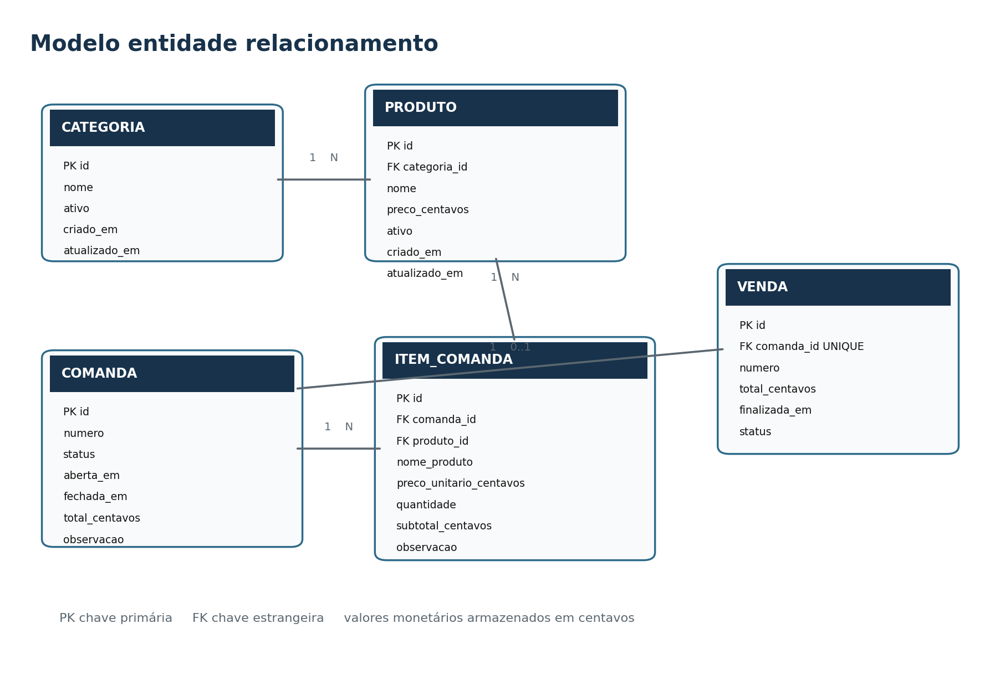 Modelo entidade relacionamento
CATEGORIA
PK id
nome
ativo
criado_em
atualizado_em
1 N
PRODUTO
PK id
FK categoria_id
nome
preco_centavos
ativo
criado_em
atualizado_em
1 N
VENDA
PK id
FK comanda_id UNIQUE
numero
total_centavos
finalizada_em
status
COMANDA
PK id
numero
status
aberta_em
fechada_em
total_centavos
observacao
1 N
1 0..1
ITEM_COMANDA
PK id
FK comanda_id
FK produto_id
nome_produto
preco_unitario_centavos
quantidade
subtotal_centavos
observacao
PK chave primária FK chave estrangeira valores monetários armazenados em centavos